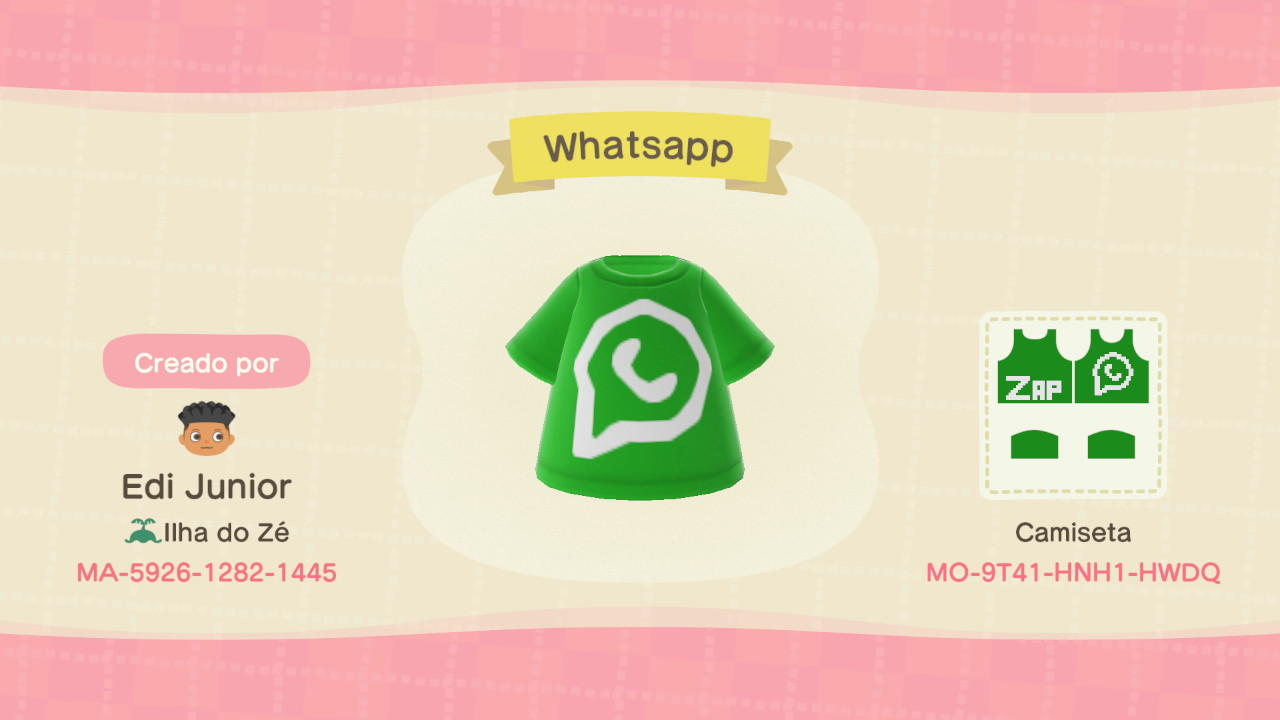 Whatsapp
Creado por
Edi Junior
Ilha do Zé
MA-5926-1282-1445
ZAP
Camiseta
MO-9T41-HNH1-HWDQ